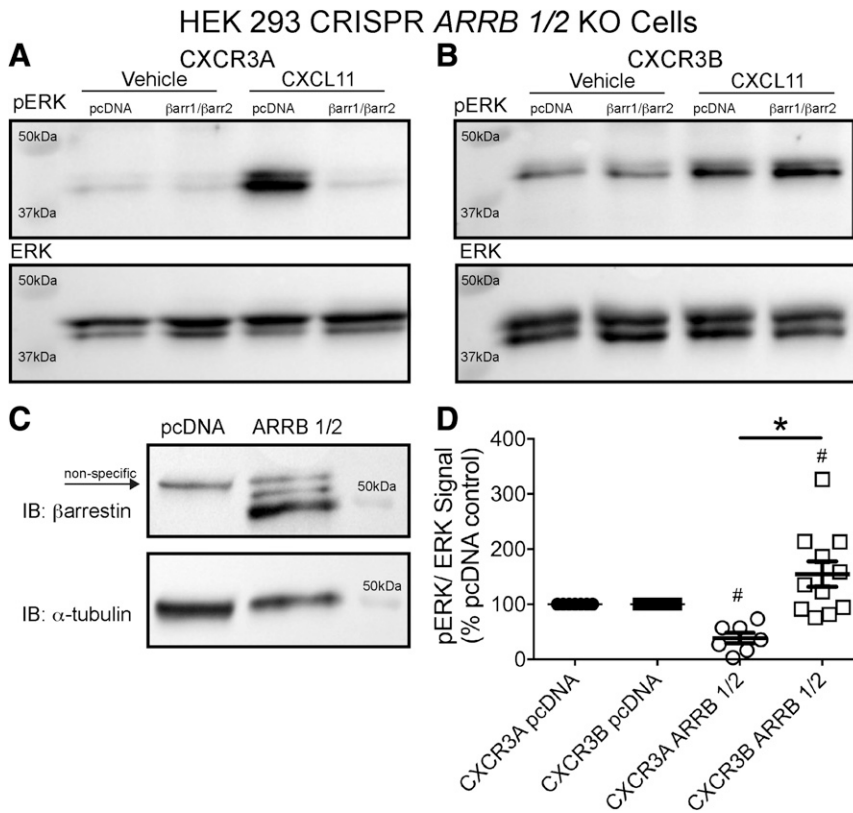 HEK 293 CRISPR ARRB 1/2 KO Cells
A
CXCR3A
Vehicle CXCL11
pERK pcDNA βarr1/βarr2 pcDNA βarr1/βarr2
50kDa
37kDa
ERK
50kDa
37kDa
B
CXCR3B
Vehicle CXCL11
pERK pcDNA βarr1/βarr2 pcDNA βarr1/βarr2
50kDa
37kDa
ERK
50kDa
37kDa
C
pcDNA ARRB 1/2
non-specific
50kDa
IB: βarrestin
50kDa
IB: α-tubulin
D
*
#
#
pERK/ ERK Signal
(% pcDNA control)
400
300
200
100
0
CXCR3A pcDNA
CXCR3B pcDNA
CXCR3A ARRB 1/2
CXCR3B ARRB 1/2